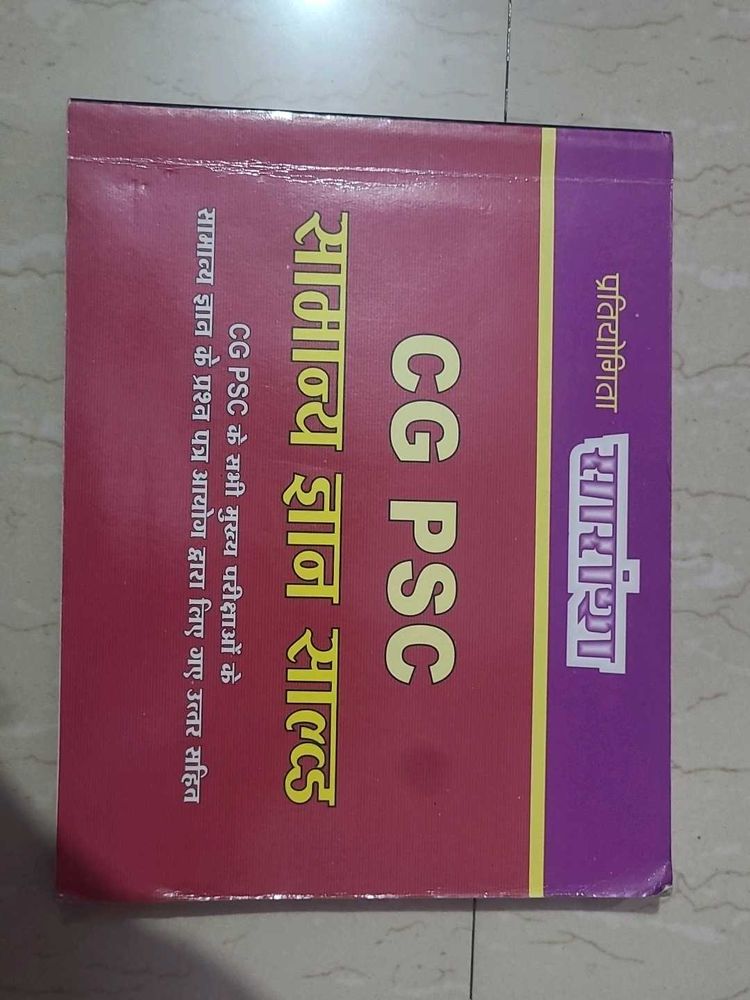 प्रतियोगिता सारांश
CG PSC
सामान्य ज्ञान साल्व्ड
CG PSC के सभी मुख्य परीक्षाओं के
सामान्य ज्ञान के प्रश्न पत्र आयोग द्वारा लिए गए उत्तर सहित